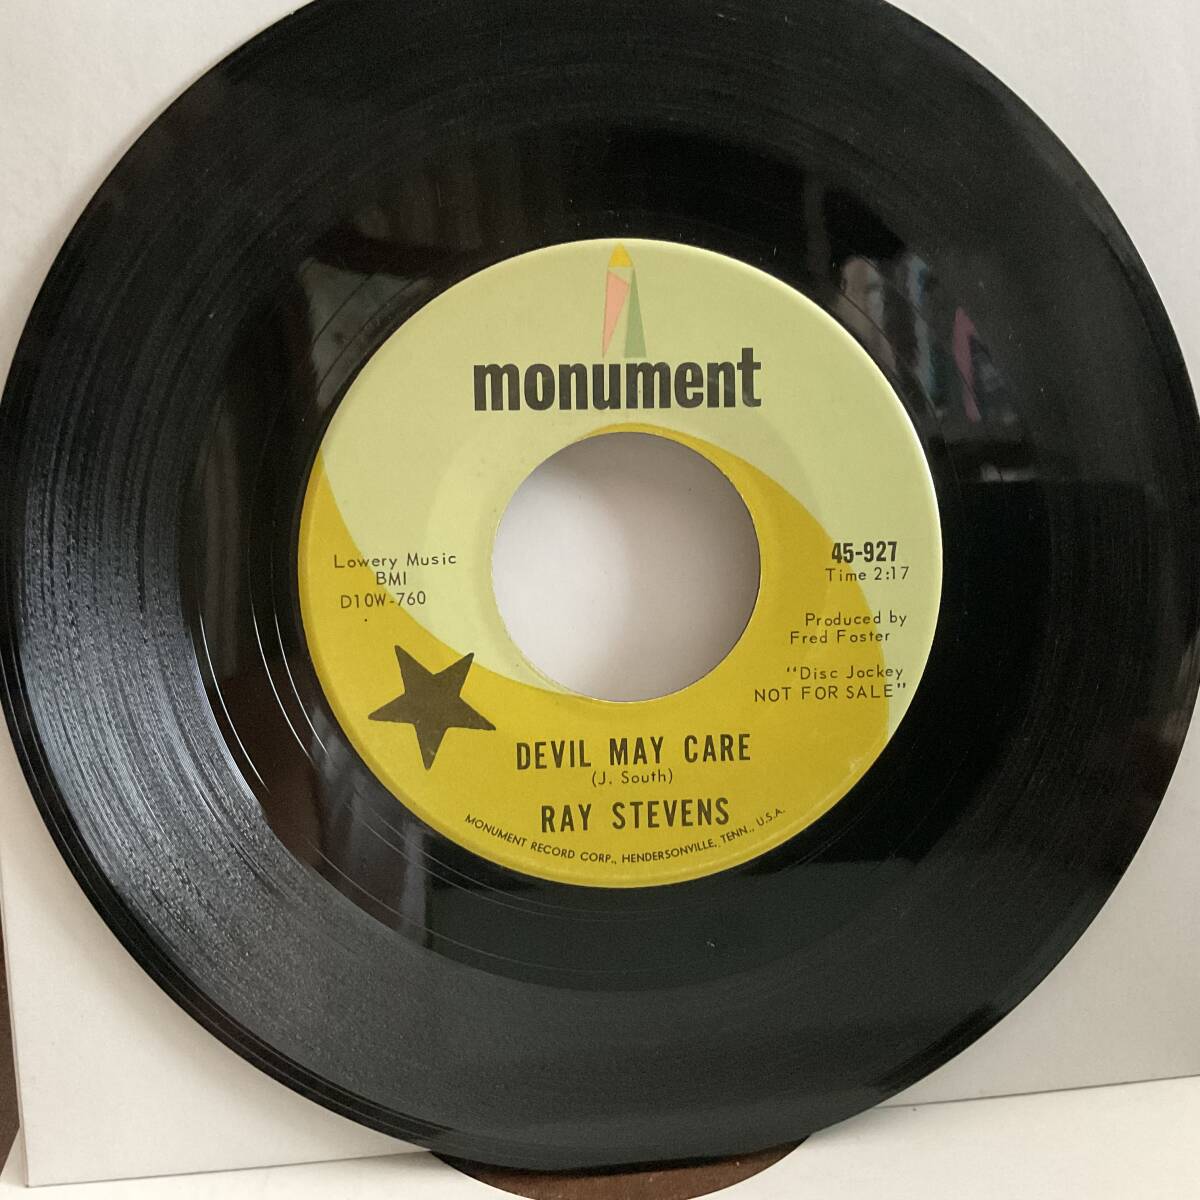 monument
Lowery Music
BMI
D10W-760
45-927
Time 2:17
Produced by
Fred Foster
"Disc Jockey
NOT FOR SALE"
DEVIL MAY CARE
(J. South)
RAY STEVENS
MONUMENT RECORD CORP., HENDERSONVILLE, TENN., U.S.A.